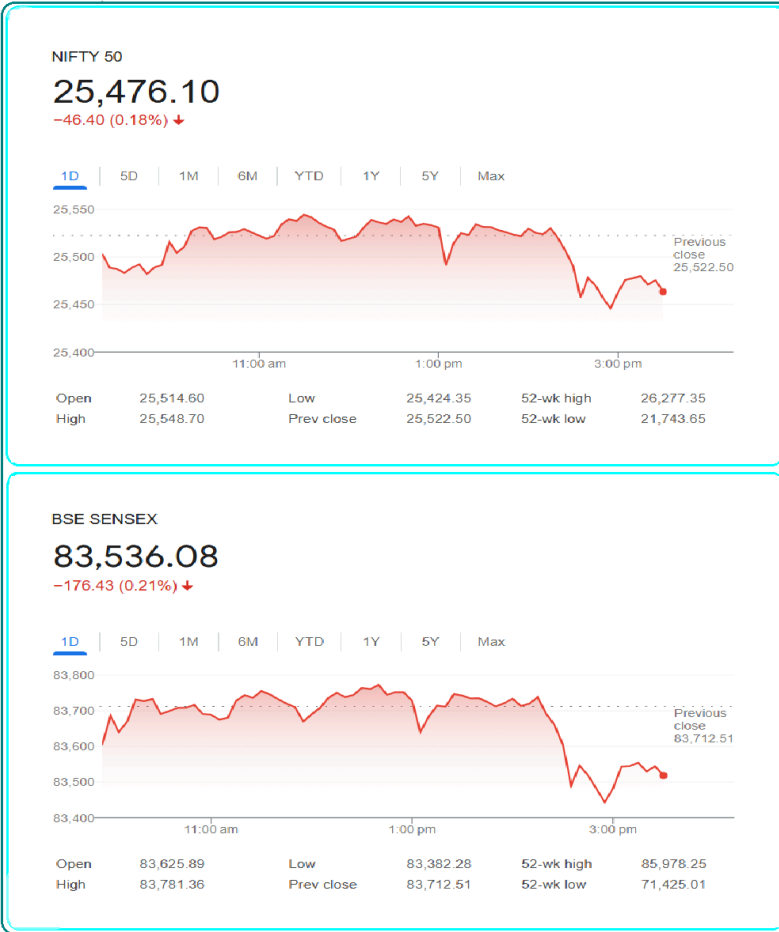 NIFTY 50
25,476.10
−46.40 (0.18%) ↓
1D 5D 1M 6M YTD 1Y 5Y Max
25,550
25,500
25,450
25,400
Previous
close
25,522.50
11:00 am 1:00 pm 3:00 pm
Open 25,514.60 Low 25,424.35 52-wk high 26,277.35
High 25,548.70 Prev close 25,522.50 52-wk low 21,743.65
BSE SENSEX
83,536.08
−176.43 (0.21%) ↓
1D 5D 1M 6M YTD 1Y 5Y Max
83,800
83,700
83,600
83,500
83,400
Previous
close
83,712.51
11:00 am 1:00 pm 3:00 pm
Open 83,625.89 Low 83,382.28 52-wk high 85,978.25
High 83,781.36 Prev close 83,712.51 52-wk low 71,425.01